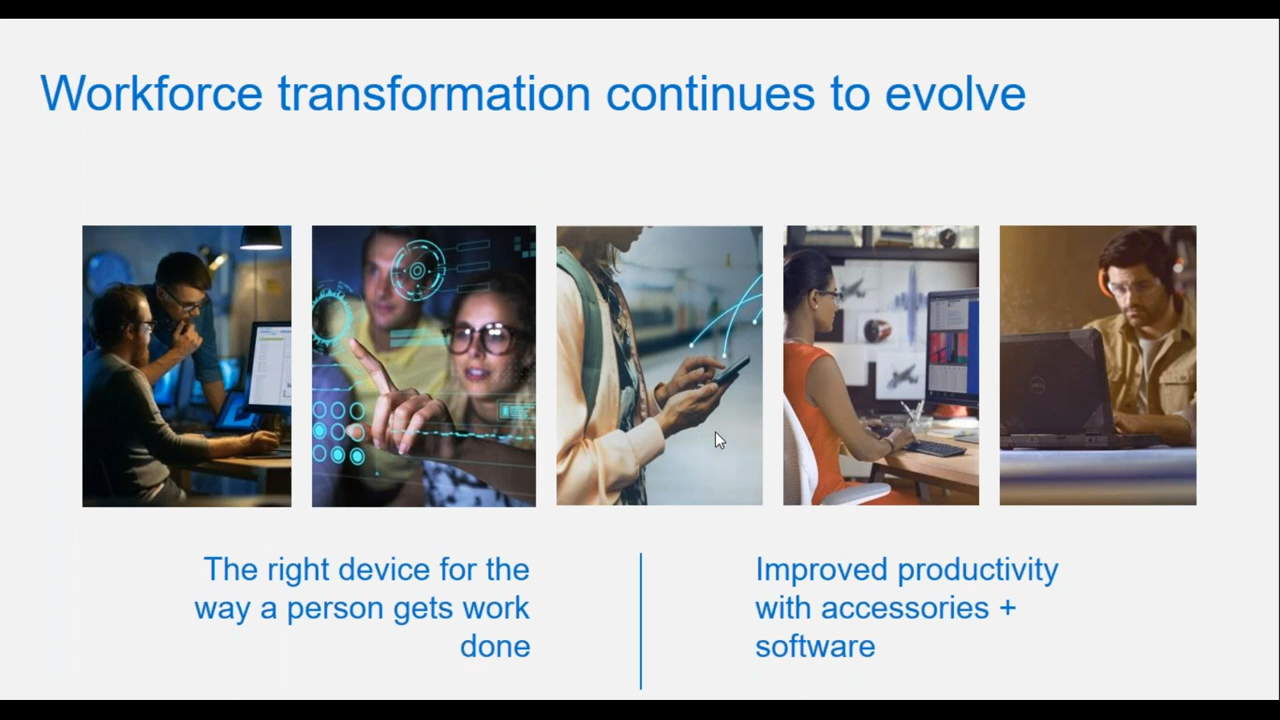 Workforce transformation continues to evolve
The right device for the
way a person gets work
done
Improved productivity
with accessories +
software